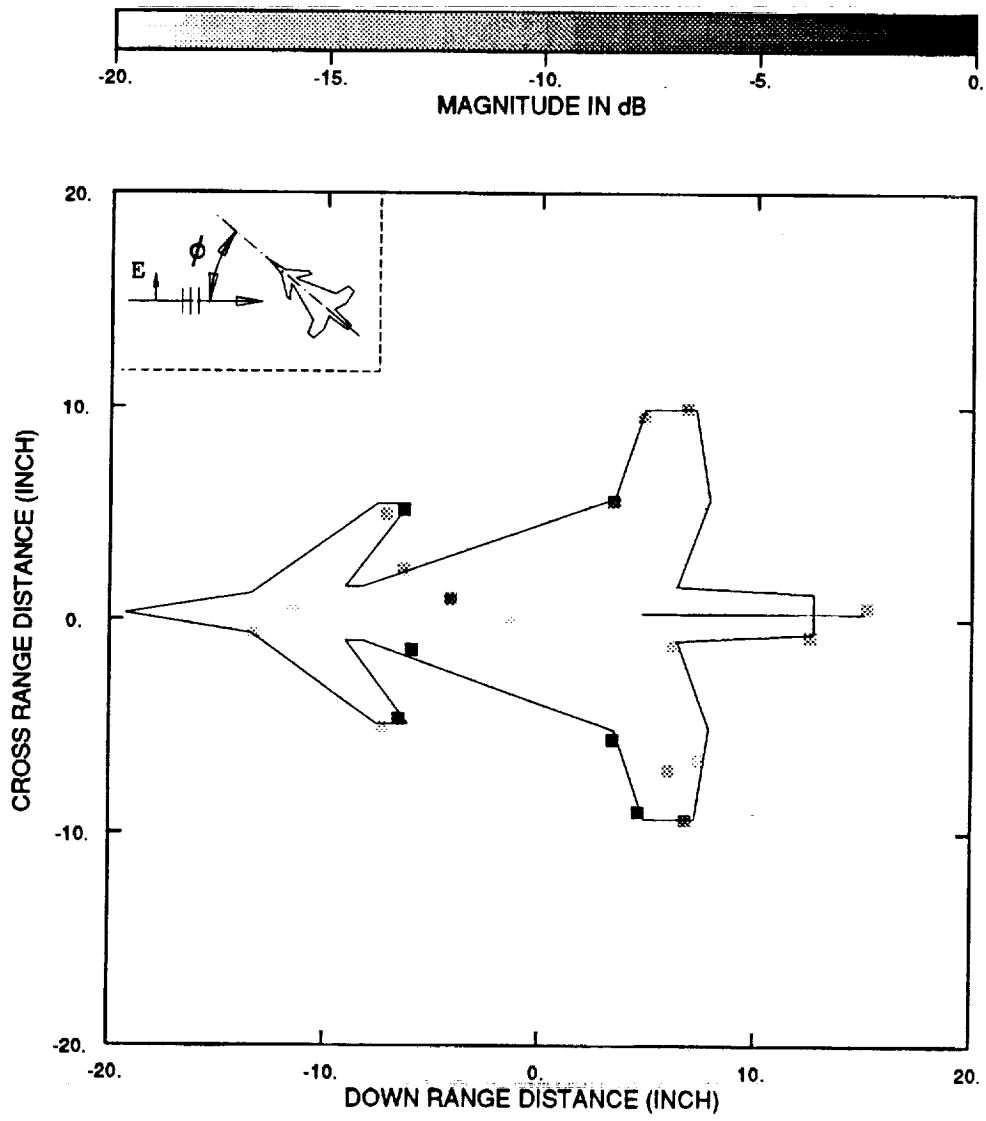 -20. -15. -10. -5. 0.
MAGNITUDE IN dB
20.
ϕ
E
10.
0.
-10.
-20.
CROSS RANGE DISTANCE (INCH)
-20. -10. 0. 10. 20.
DOWN RANGE DISTANCE (INCH)